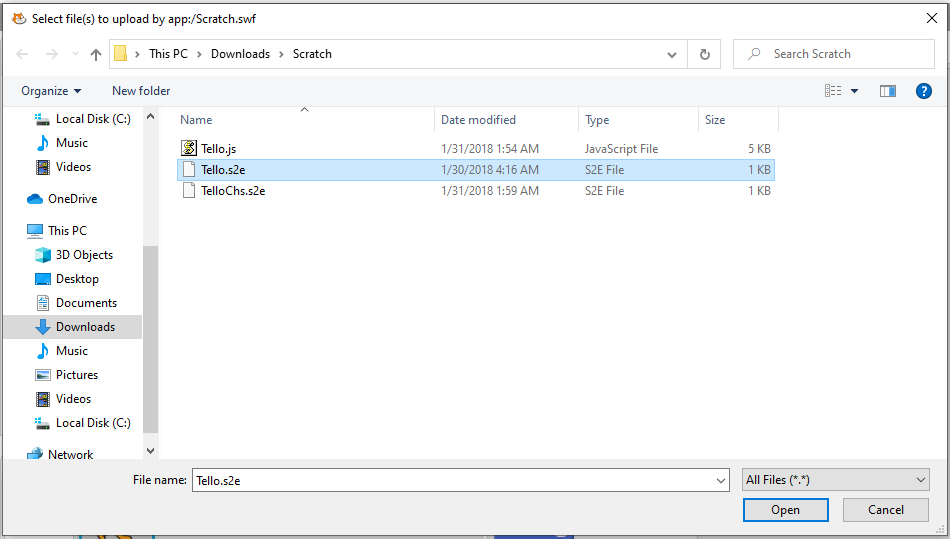 Select file(s) to upload by app:/Scratch.swf
This PC > Downloads > Scratch
Search Scratch
Organize
New folder
Local Disk (C:)
Music
Videos
OneDrive
This PC
3D Objects
Desktop
Documents
Downloads
Music
Pictures
Videos
Local Disk (C:)
Network
Name Date modified Type Size
Tello.js 1/31/2018 1:54 AM JavaScript File 5 KB
Tello.s2e 1/30/2018 4:16 AM S2E File 1 KB
TelloChs.s2e 1/31/2018 1:59 AM S2E File 1 KB
File name: Tello.s2e
All Files (*.*)
Open
Cancel